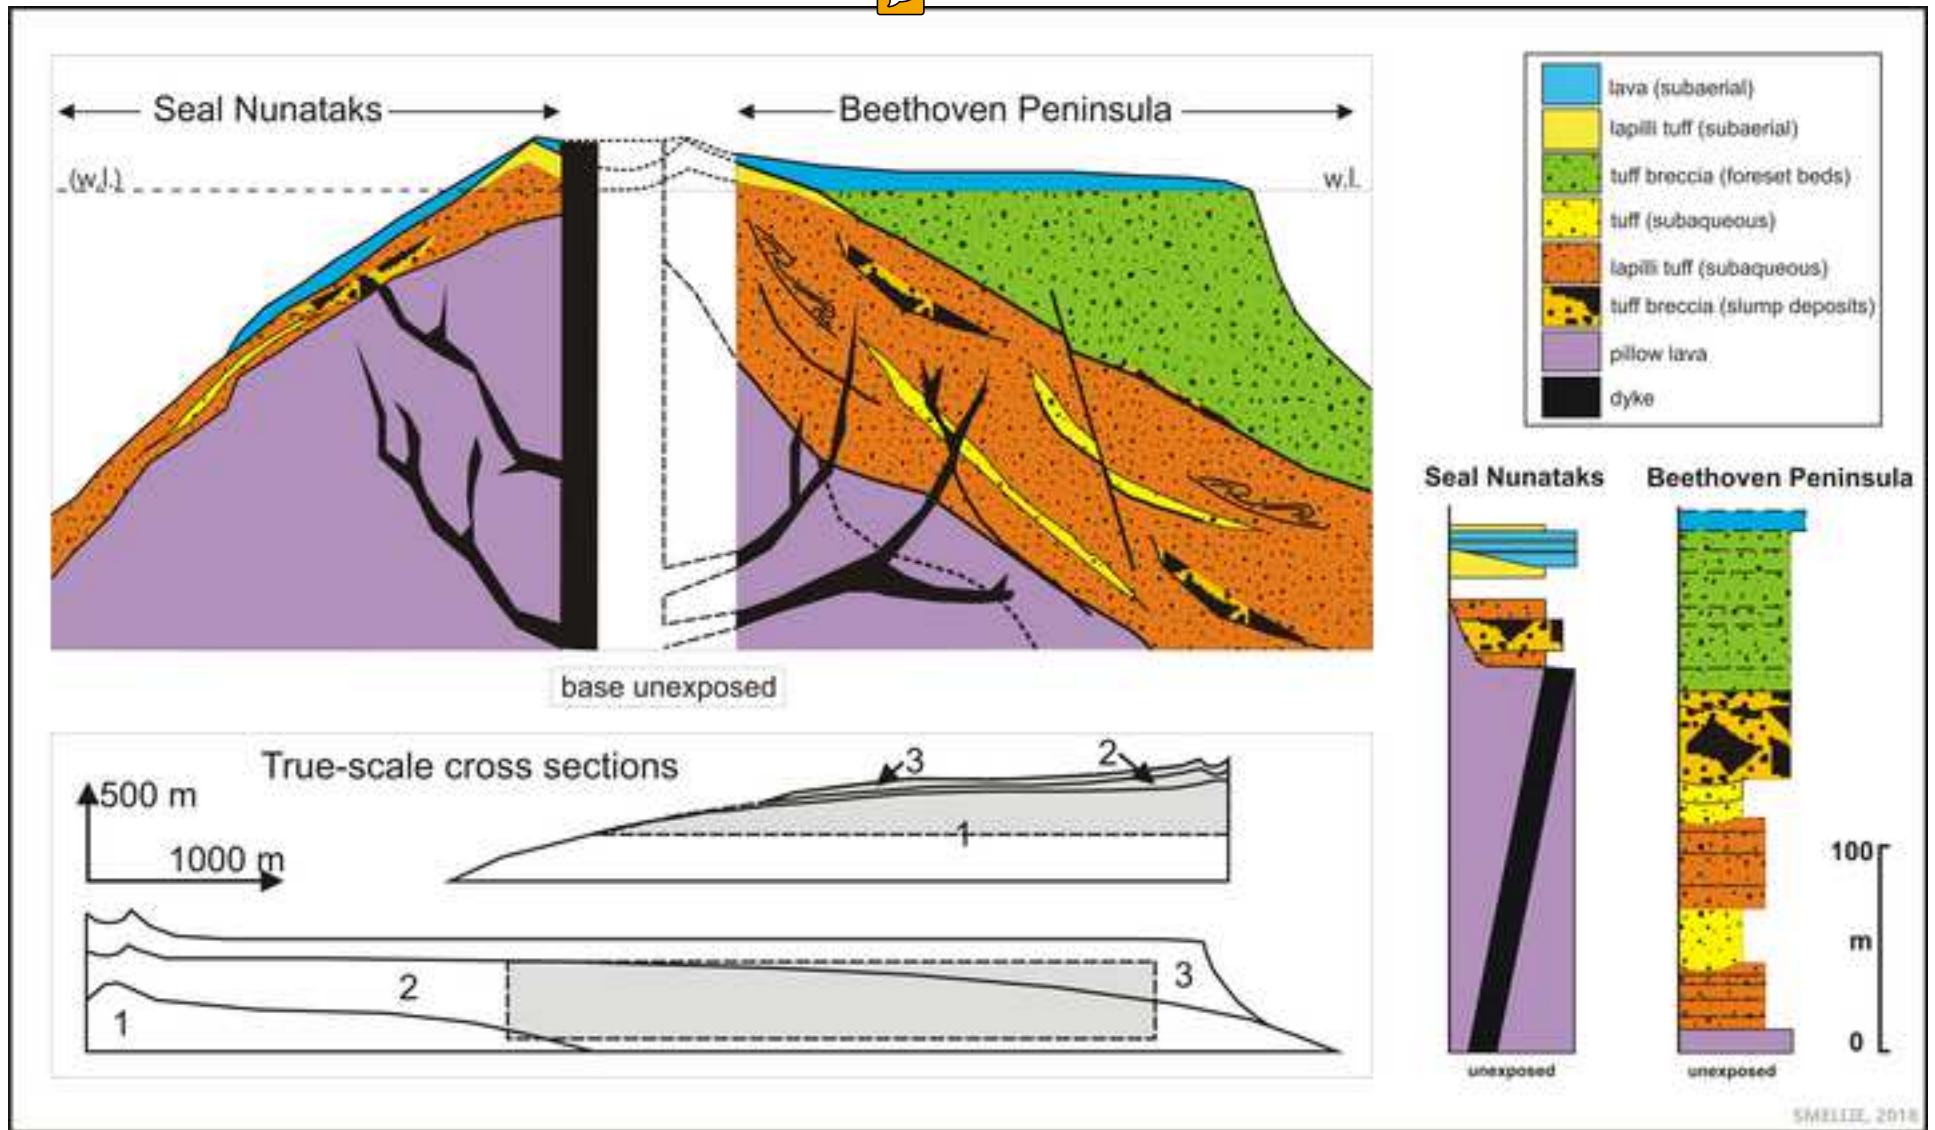 Seal Nunataks
Beethoven Peninsula
(w.l.)
w.l.
base unexposed
lava (subaerial)
lapilli tuff (subaerial)
tuff breccia (foreset beds)
tuff (subaqueous)
lapilli tuff (subaqueous)
tuff breccia (slump deposits)
pillow lava
dyke
True-scale cross sections
500 m
1000 m
3
2
1
2
3
1
Seal Nunataks
Beethoven Peninsula
100
m
0
unexposed
unexposed
SMELLIE, 2018